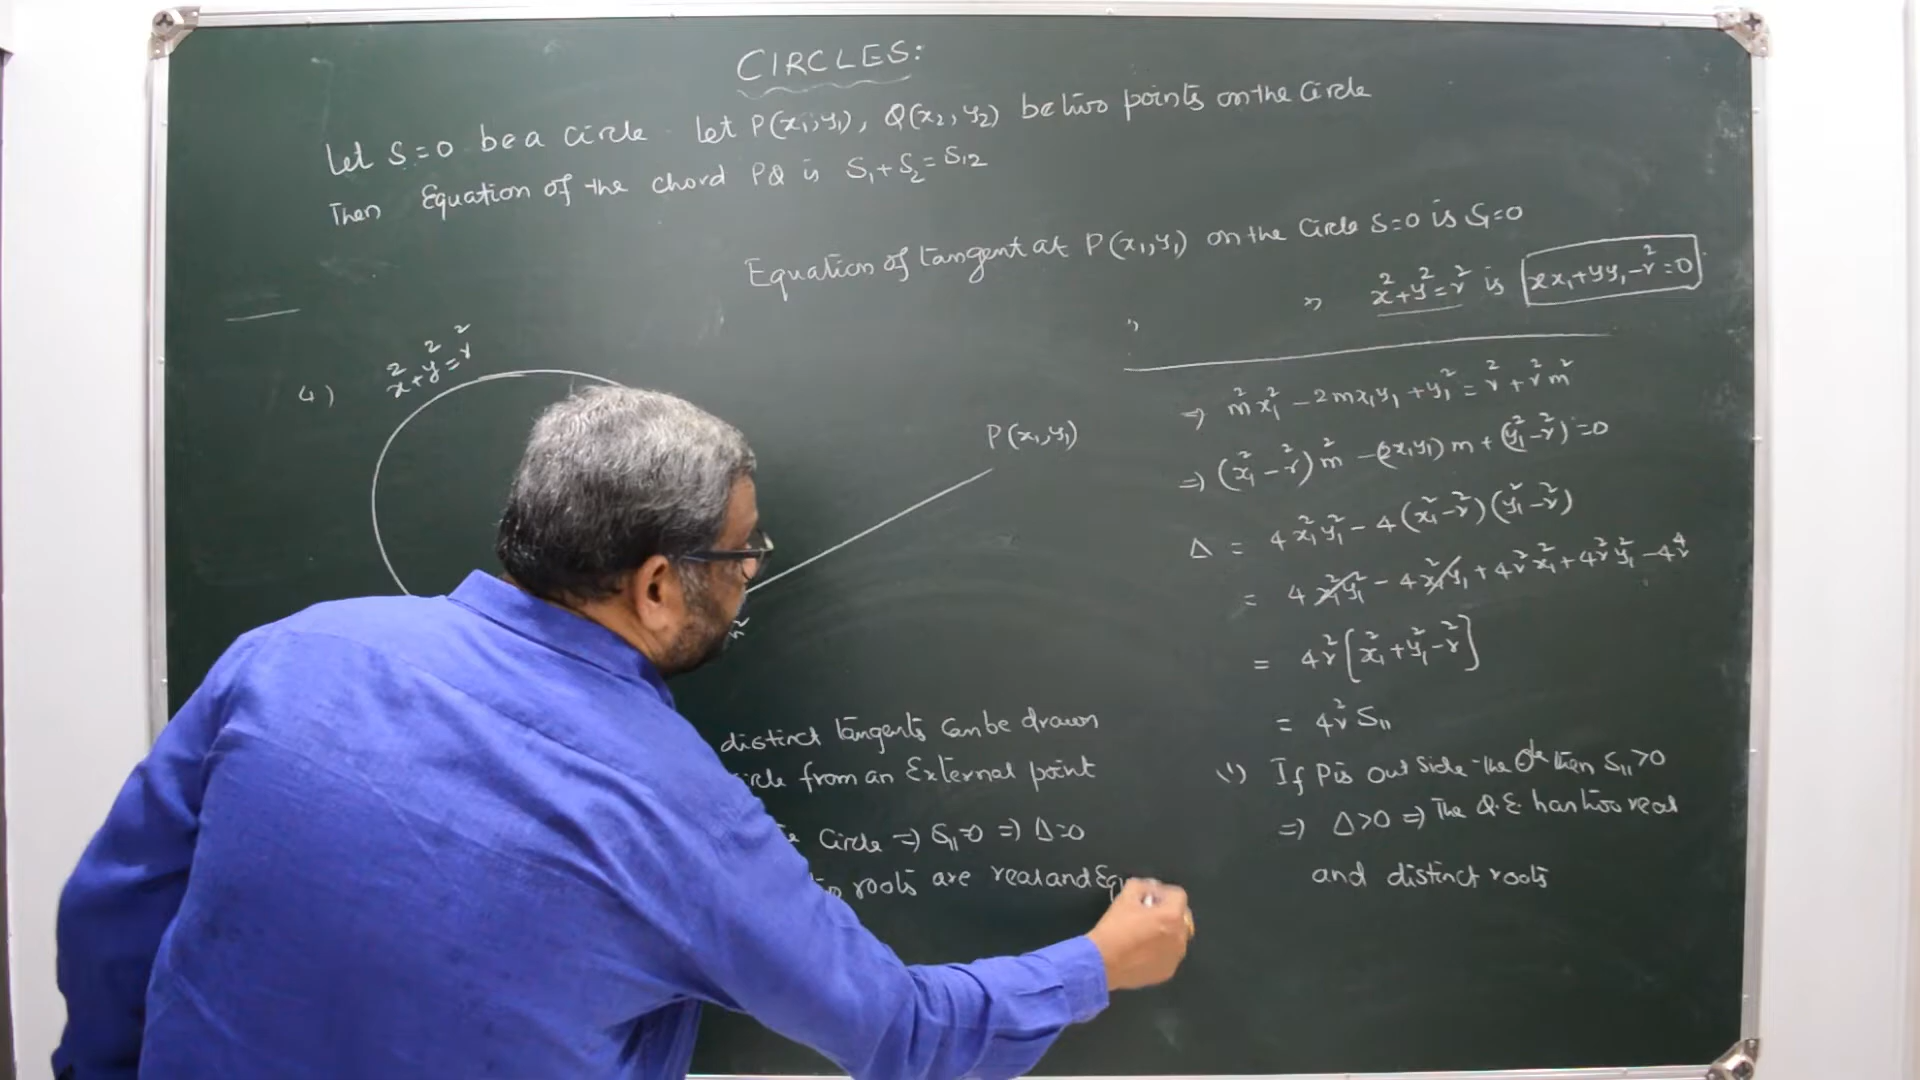 CIRCLES:
Let S=0 be a circle let P(x₁,y₁), Q(x₂,y₂) be two points on the circle
Then Equation of the chord PQ is S₁+S₂=S₁₂
Equation of tangent at P(x₁,y₁) on the Circle S=0 is S₁=0
" " x²+y²=r² is xx₁+yy₁-r²=0
4) x²+y²=r²
P(x₁,y₁)
distinct tangents can be drawn
from an External point
Circle ⇒ S₁₁=0 ⇒ Δ=0
roots are real and
⇒ m²x₁² - 2mx₁y₁ + y₁² = r² + r²m²
⇒ (x₁²-r²)m² - (2x₁y₁)m + (y₁²-r²)=0
Δ = 4x₁²y₁² - 4(x₁²-r²)(y₁²-r²)
= 4x₁²y₁² - 4x₁²y₁ + 4r²x₁² + 4r²y₁² - 4r⁴
= 4r²[x₁²+y₁²-r²]
= 4r²S₁₁
(1) If P is out side the Ole then S₁₁>0
⇒ Δ>0 ⇒ The Q.E. has two real
and distinct roots